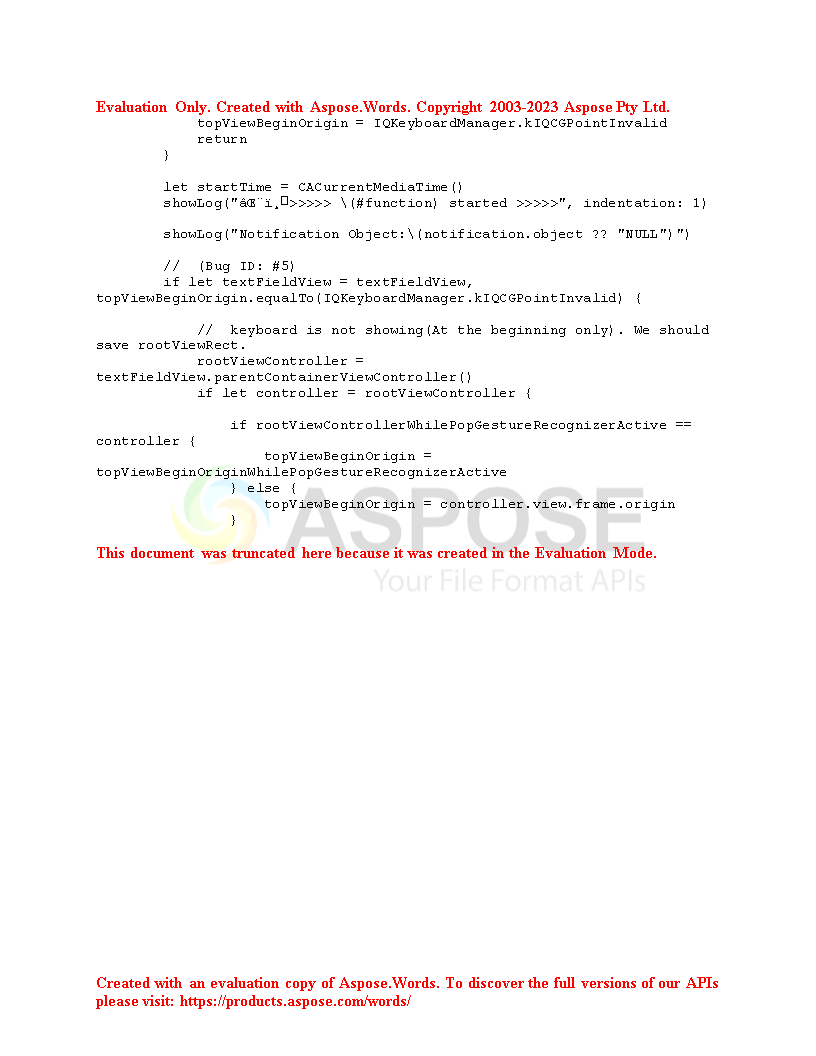 Evaluation Only. Created with Aspose.Words. Copyright 2003-2023 Aspose Pty Ltd.
            topViewBeginOrigin = IQKeyboardManager.kIQCGPointInvalid
            return
        }

        let startTime = CACurrentMediaTime()
        showLog("âŒ¨ï¸>>>>> \(#function) started >>>>>", indentation: 1)

        showLog("Notification Object:\(notification.object ?? "NULL")")

        //  (Bug ID: #5)
        if let textFieldView = textFieldView,
topViewBeginOrigin.equalTo(IQKeyboardManager.kIQCGPointInvalid) {

            //  keyboard is not showing(At the beginning only). We should
save rootViewRect.
            rootViewController =
textFieldView.parentContainerViewController()
            if let controller = rootViewController {

                if rootViewControllerWhilePopGestureRecognizerActive ==
controller {
                    topViewBeginOrigin =
topViewBeginOriginWhilePopGestureRecognizerActive
                } else {
                    topViewBeginOrigin = controller.view.frame.origin
                }
ASPOSE
This document was truncated here because it was created in the Evaluation Mode.
Your File Format APIs
Created with an evaluation copy of Aspose.Words. To discover the full versions of our APIs
please visit: https://products.aspose.com/words/